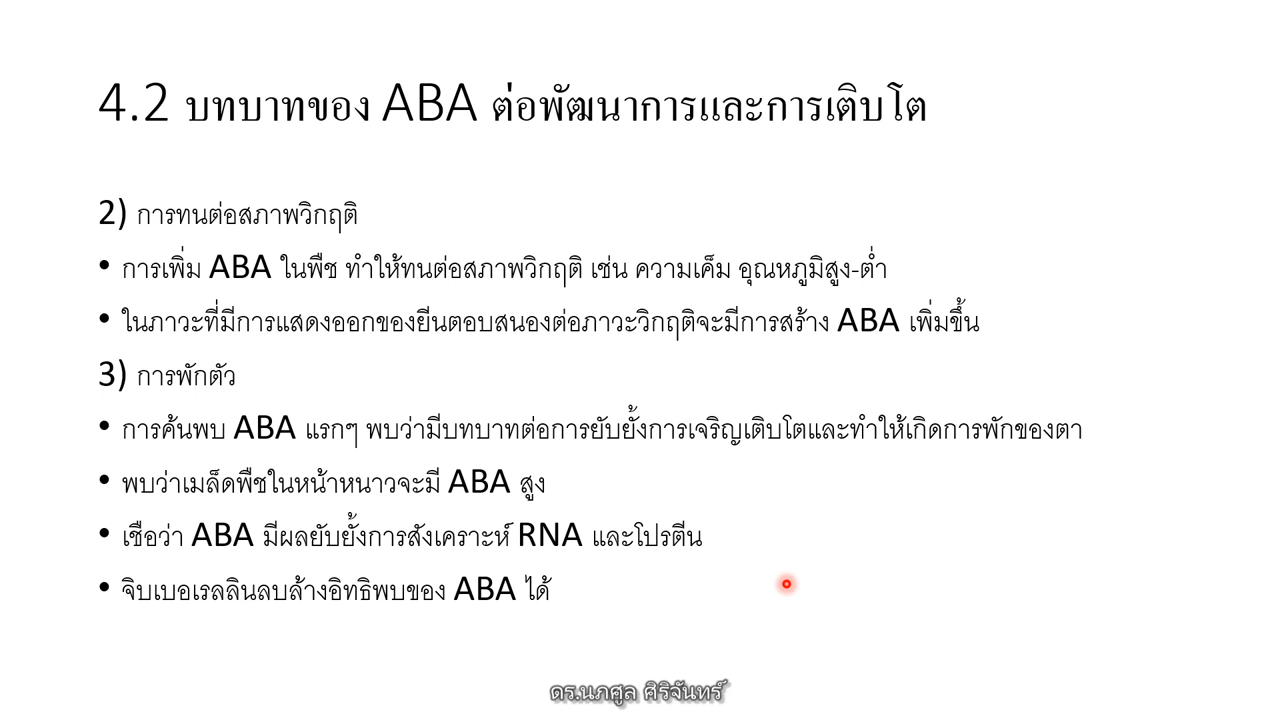 4.2 บทบาทของ ABA ต่อพัฒนาการและการเติบโต
2) การทนต่อสภาพวิกฤติ
• การเพิ่ม ABA ในพืช ทำให้ทนต่อสภาพวิกฤติ เช่น ความเค็ม อุณหภูมิสูง-ต่ำ
• ในภาวะที่มีการแสดงออกของยีนตอบสนองต่อภาวะวิกฤติจะมีการสร้าง ABA เพิ่มขึ้น
3) การพักตัว
• การค้นพบ ABA แรกๆ พบว่ามีบทบาทต่อการยับยั้งการเจริญเติบโตและทำให้เกิดการพักของตา
• พบว่าเมล็ดพืชในหน้าหนาวจะมี ABA สูง
• เชื่อว่า ABA มีผลยับยั้งการสังเคราะห์ RNA และโปรตีน
• จิบเบอเรลลินลบล้างอิทธิพบของ ABA ได้
ดร.นภศูล ศิริจันทร์